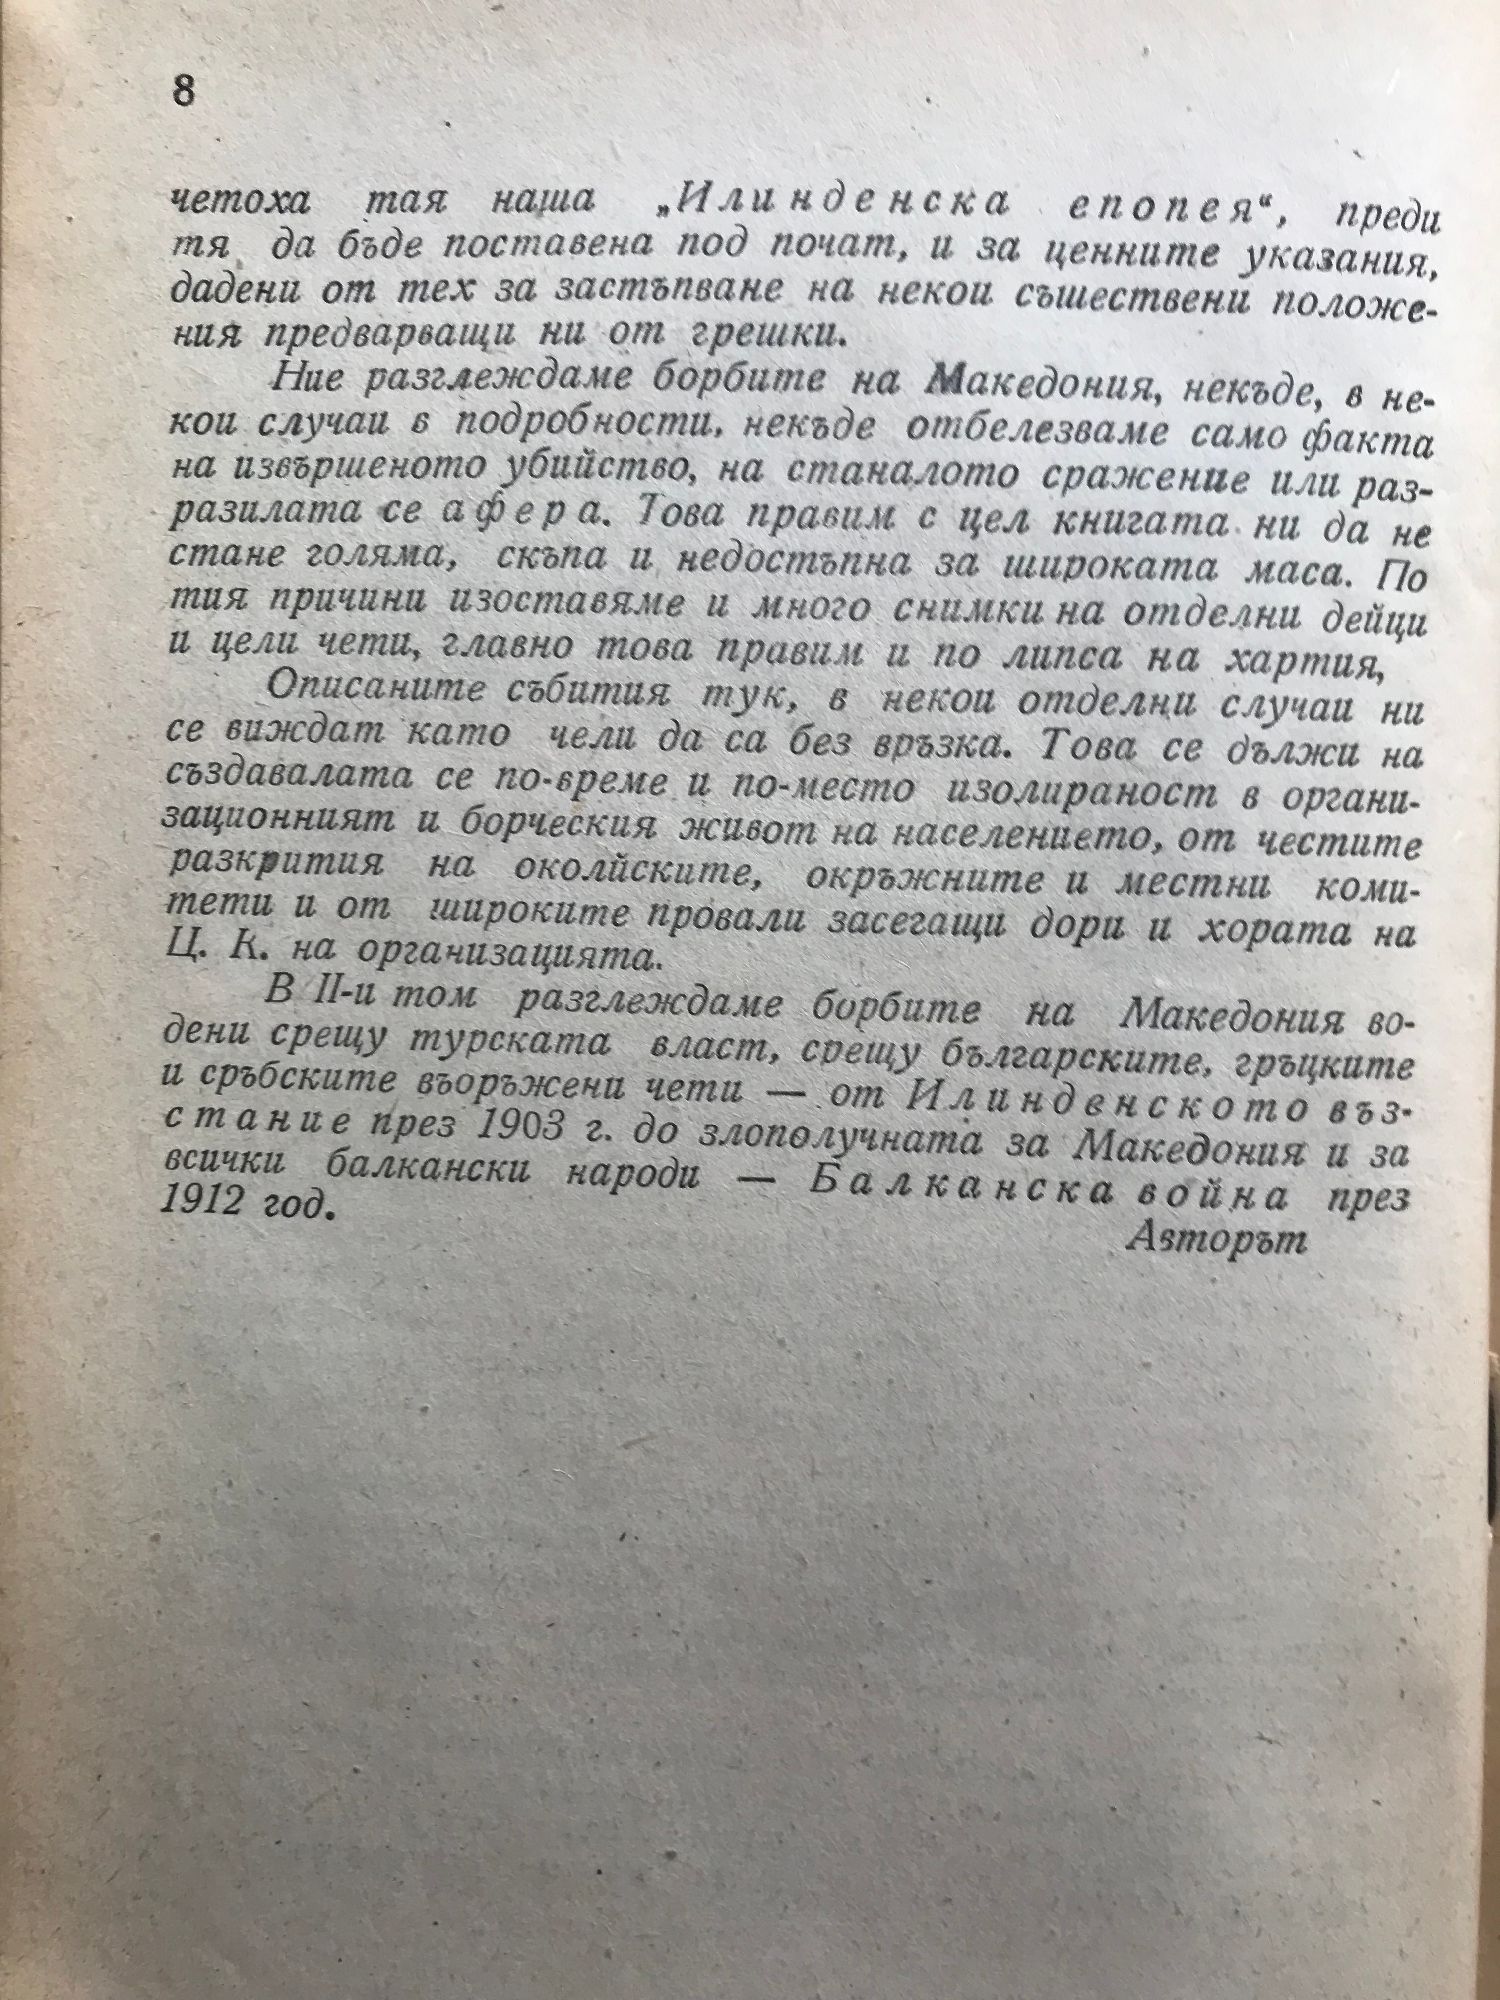 8
четоха тая наша „Илинденска епопея“, преди
тя да бъде поставена под почат, и за ценните указания,
дадени от тех за застъпване на некои съшествени положе-
ния предварващи ни от грешки.
Ние разглеждаме борбите на Македония, некъде, в не-
кои случаи в подробности, некъде отбелезваме само факта
на извършеното убийство, на станалото сражение или раз-
разилата се афера. Това правим с цел книгата ни да не
стане голяма, скъпа и недостъпна за широката маса. По
тия причини изоставяме и много снимки на отделни дейци
и цели чети, главно това правим и по липса на хартия,
Описаните събития тук, в некои отделни случаи ни
се виждат като чели да са без връзка. Това се дължи на
създавалата се по-време и по-место изолираност в органи-
зационният и борческия живот на населението, от честите
разкрития на околйските, окръжните и местни коми-
тети и от широките провали засегащи дори и хората на
Ц. К. на организацията.
В II-и том разглеждаме борбите на Македония во-
дени срещу турската власт, срещу българските, гръцките
и сръбските въоръжени чети — от Илинденското въз-
стание през 1903 г. до злополучната за Македония и за
всички балкански народи — Балканска война през
1912 год.
Авторът